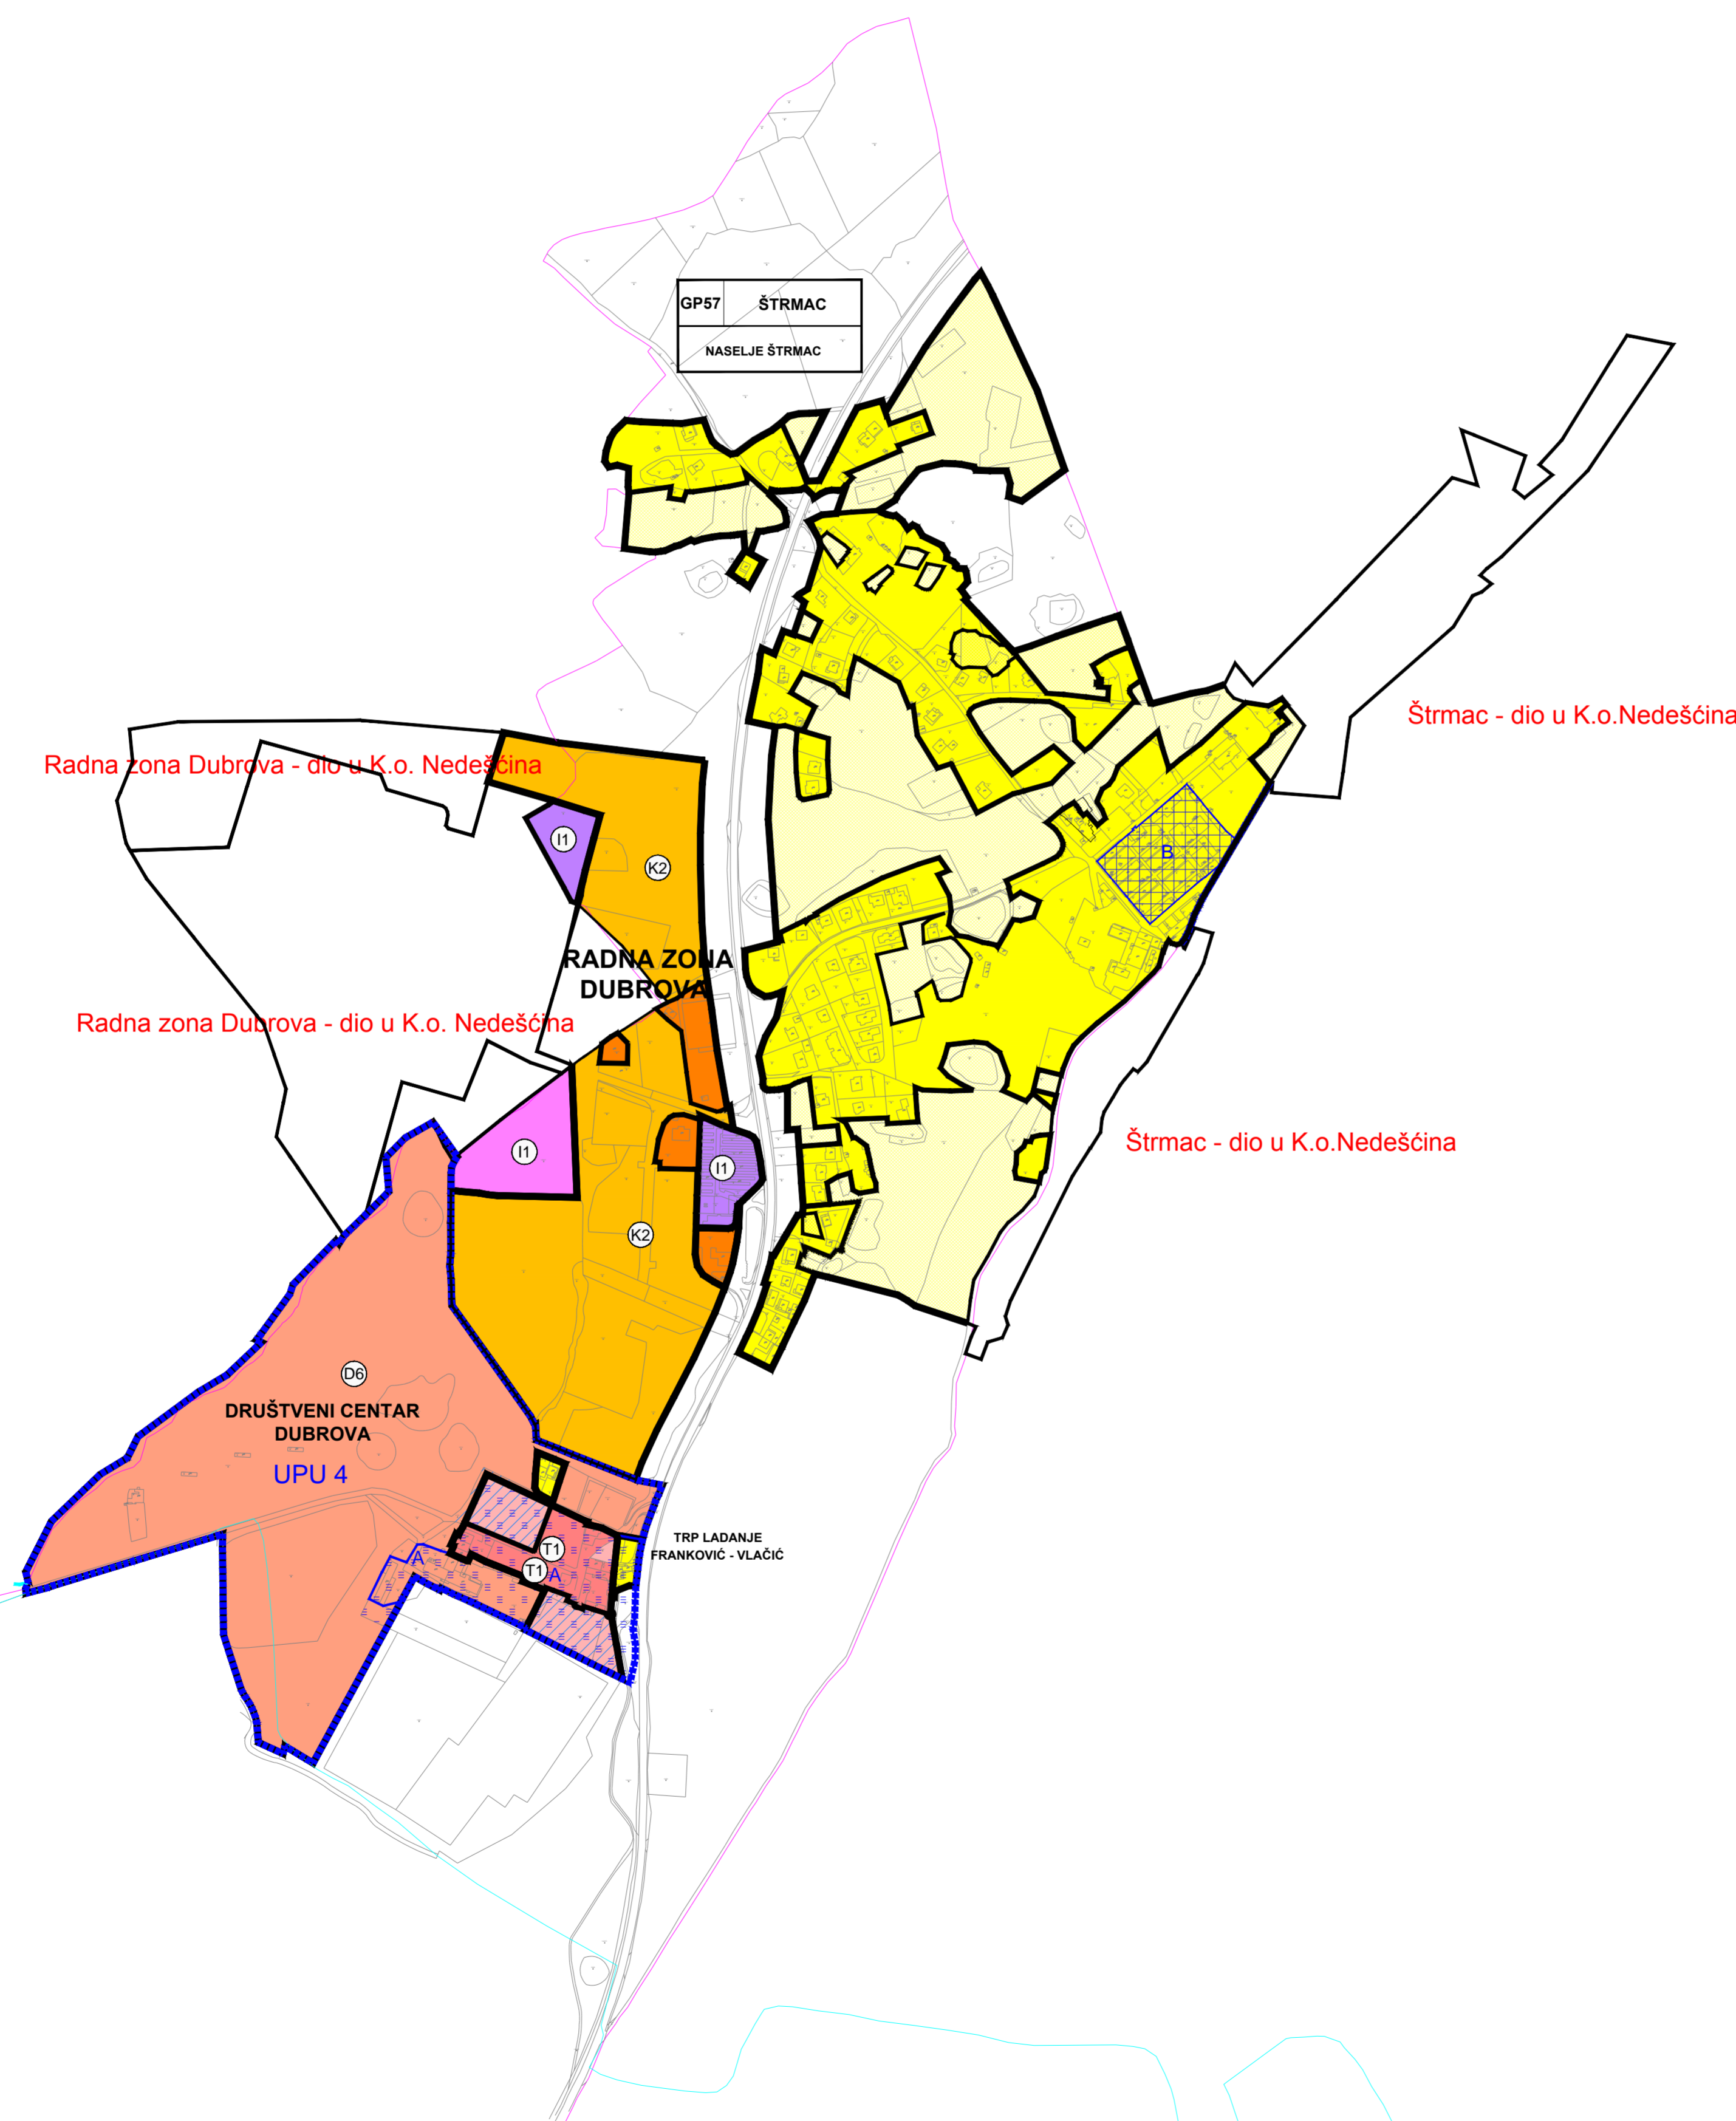 GP57 ŠTRMAC
NASELJE ŠTRMAC
Štrmac - dio u K.o.Nedešćina
Radna zona Dubrova - dio u K.o. Nedešćina
I1
K2
B
RADNA ZONA
DUBROVA
Radna zona Dubrova - dio u K.o. Nedešćina
Štrmac - dio u K.o.Nedešćina
I1
I1
K2
D6
DRUŠTVENI CENTAR
DUBROVA
UPU 4
TRP LADANJE
FRANKOVIĆ - VLAČIĆ
T1
A
T1
A